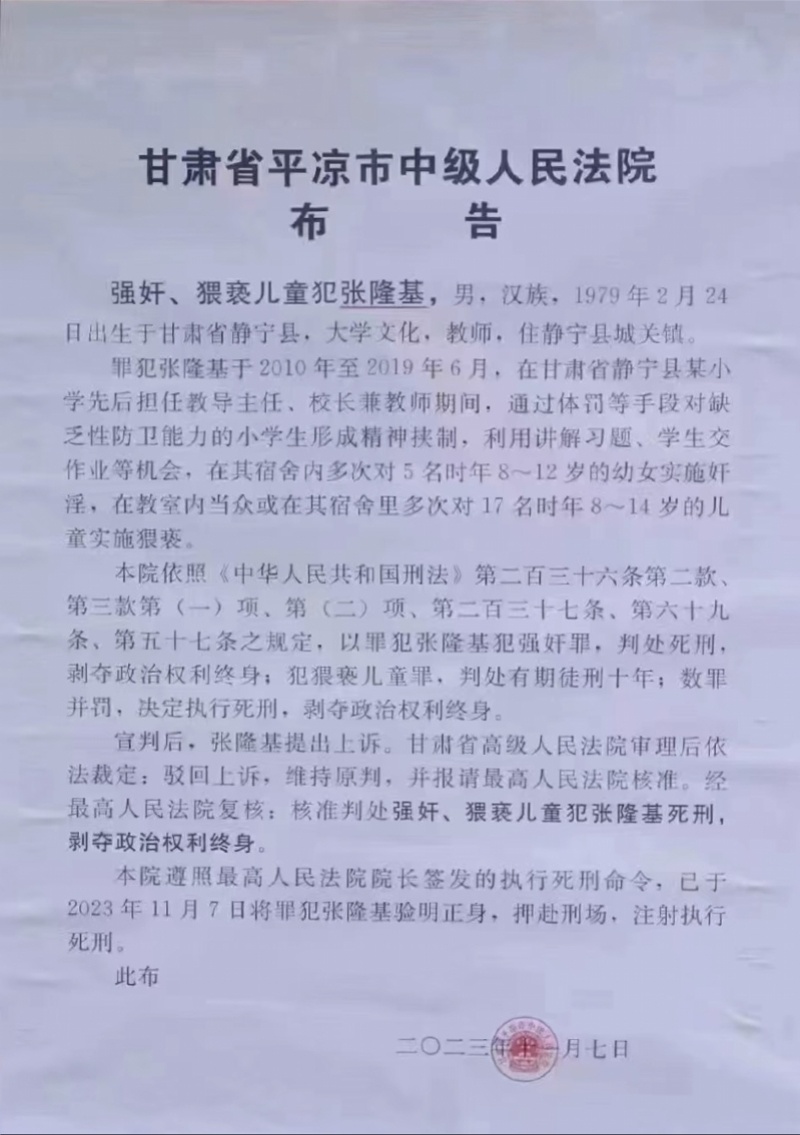 甘肃省平凉市中级人民法院
布 告
强奸、猥亵儿童犯张隆基，男，汉族，1979年2月24
日出生于甘肃省静宁县，大学文化，教师，住静宁县城关镇。
罪犯张隆基于2010年至2019年6月，在甘肃省静宁县某小
学先后担任教导主任、校长兼教师期间，通过体罚等手段对缺
乏性防卫能力的小学生形成精神挟制，利用讲解习题、学生交
作业等机会，在其宿舍内多次对5名时年8～12岁的幼女实施奸
淫，在教室内当众或在其宿舍里多次对17名时年8～14岁的儿
童实施猥亵。
本院依照《中华人民共和国刑法》第二百三十六条第二款、
第三款第（一）项、第（二）项、第二百三十七条、第六十九
条、第五十七条之规定，以罪犯张隆基犯强奸罪，判处死刑，
剥夺政治权利终身；犯猥亵儿童罪，判处有期徒刑十年；数罪
并罚，决定执行死刑，剥夺政治权利终身。
宣判后，张隆基提出上诉。甘肃省高级人民法院审理后依
法裁定：驳回上诉，维持原判，并报请最高人民法院核准。经
最高人民法院复核：核准判处强奸、猥亵儿童犯张隆基死刑，
剥夺政治权利终身。
本院遵照最高人民法院院长签发的执行死刑命令，已于
2023年11月7日将罪犯张隆基验明正身，押赴刑场，注射执行
死刑。
此布
二〇二三年十一月七日